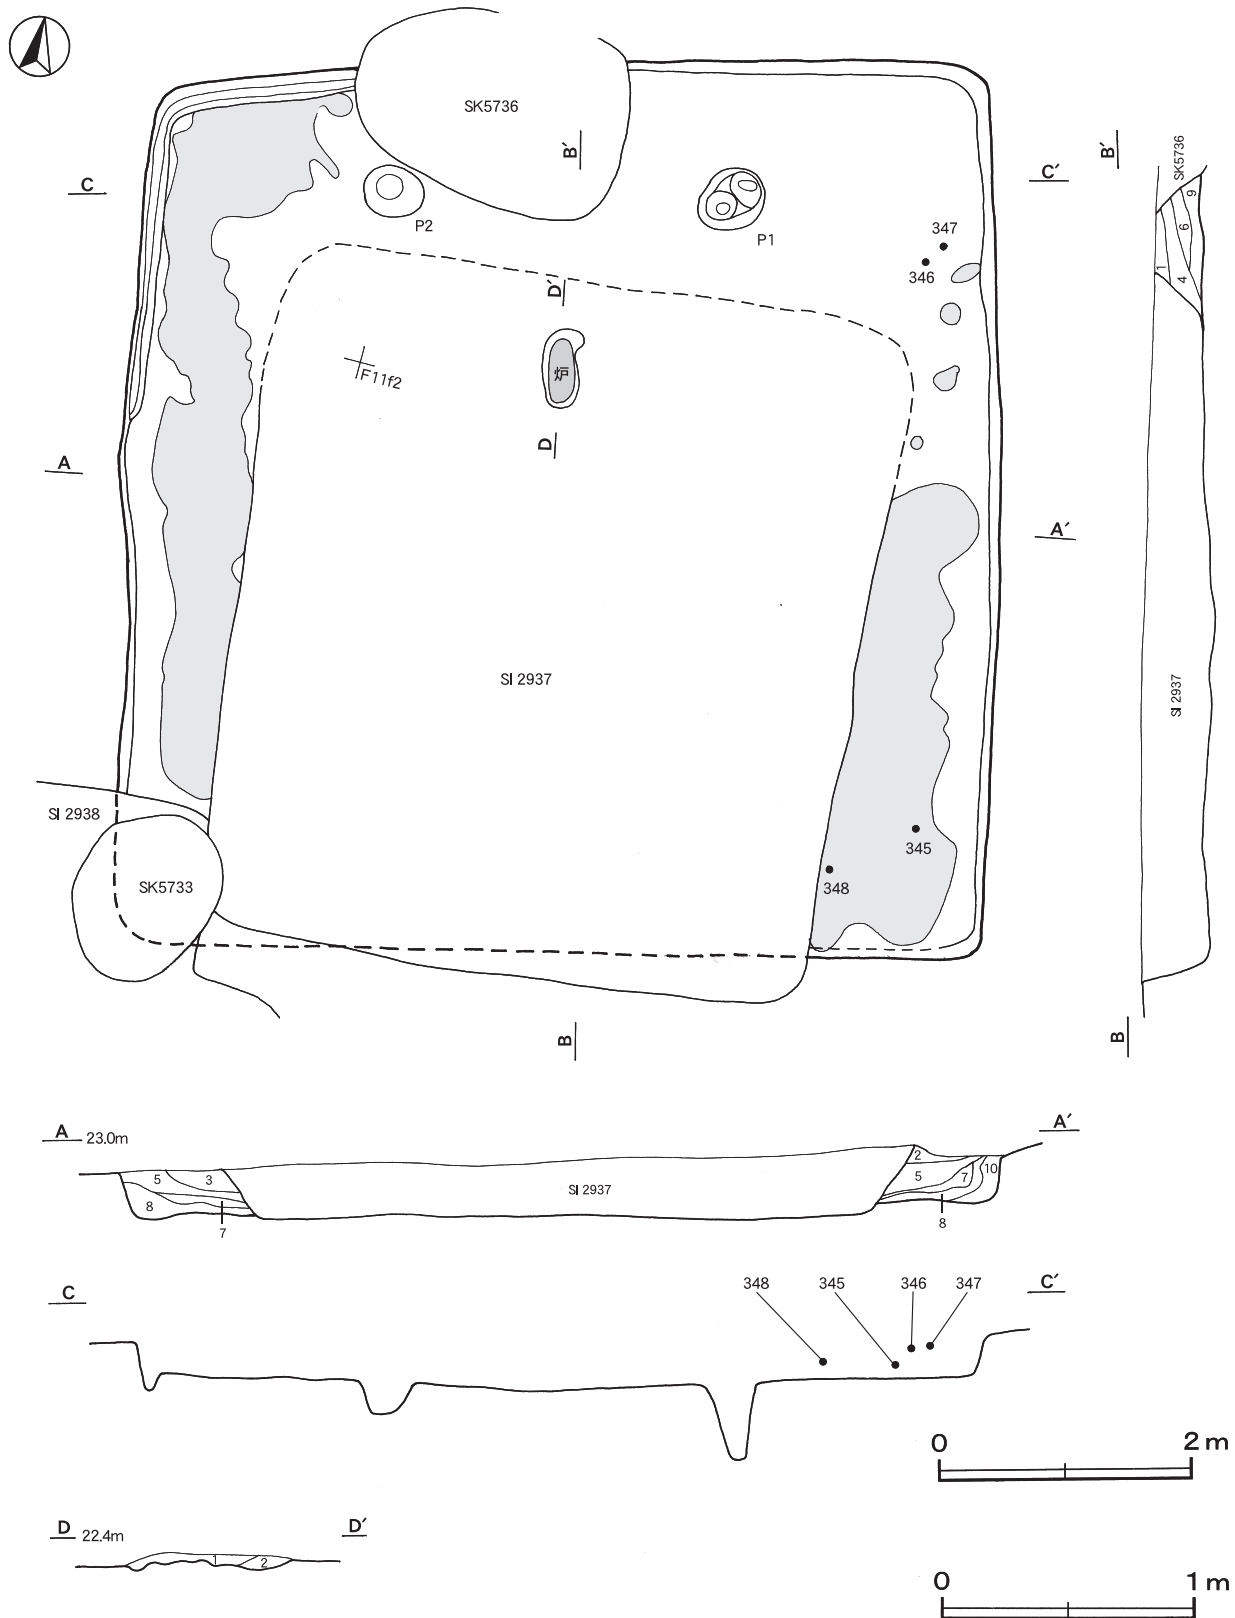 SK5736
B′
B′
SK5736
C
C′
P2
P1
347
346
9
6
1
4
D′
F11f2
炉
D
A
A′
SI 2937
SI 2937
SI 2938
345
SK5733
348
B
B
A 23.0m
A′
5 3
8
7
SI 2937
2
5 7 10
8
C
C′
348 345 346 347
0 2 m
D 22.4m
D′
1 2
0 1 m